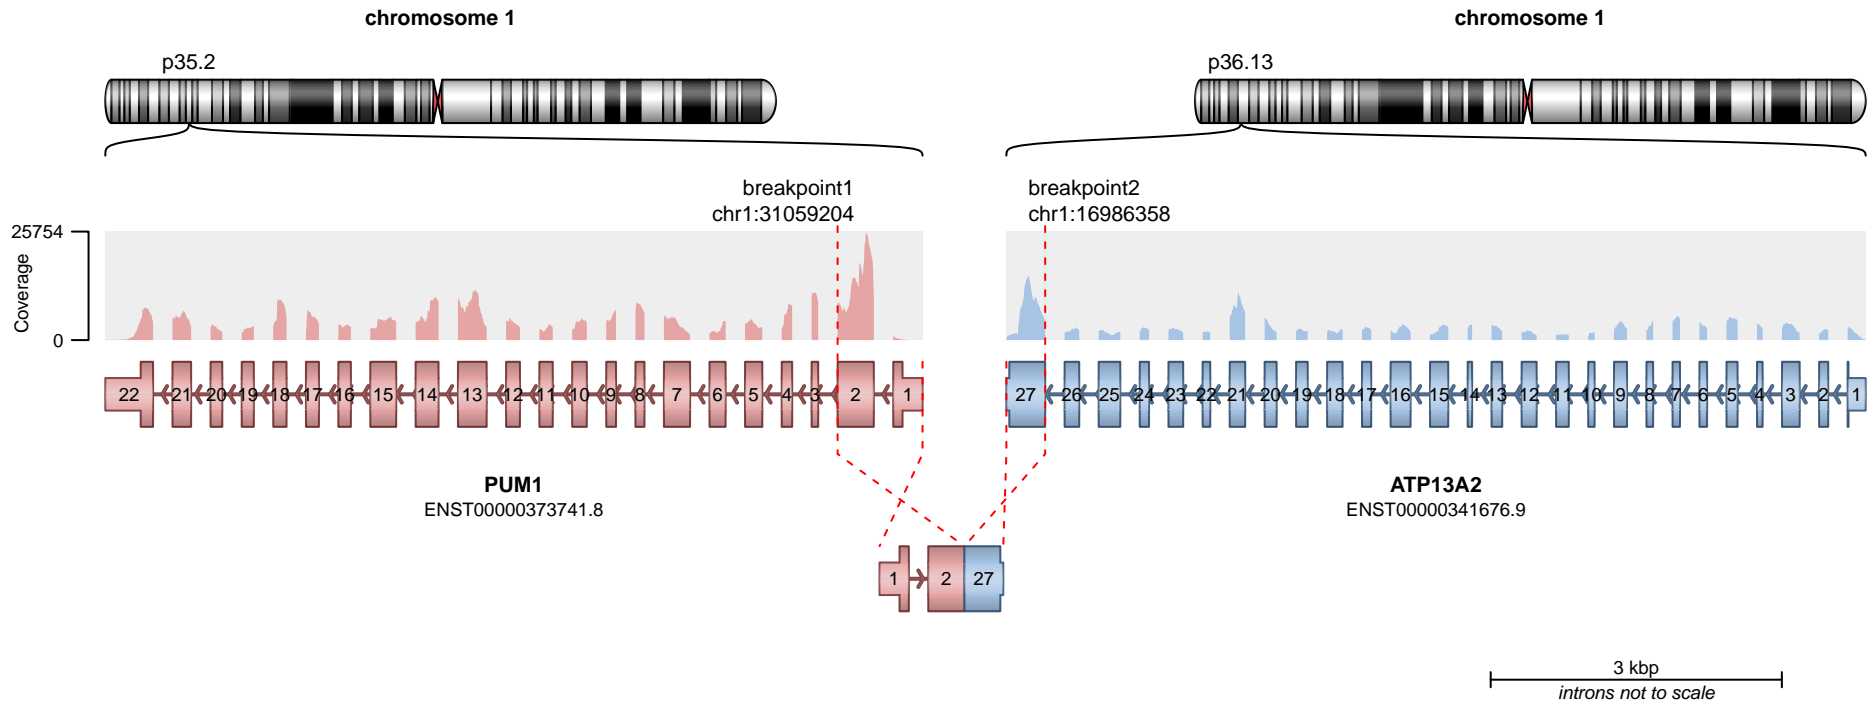 chromosome 1
chromosome 1
p35.2
p36.13
breakpoint1
chr1:31059204
breakpoint2
chr1:16986358
25754
Coverage
0
22 21 20 19 18 17 16 15 14 13 12 11 10 9 8 7 6 5 4 3 2 1
27 26 25 24 23 22 21 20 19 18 17 16 15 14 13 12 11 10 9 8 7 6 5 4 3 2 1
PUM1
ENST00000373741.8
ATP13A2
ENST00000341676.9
1 2 27
3 kbp
introns not to scale